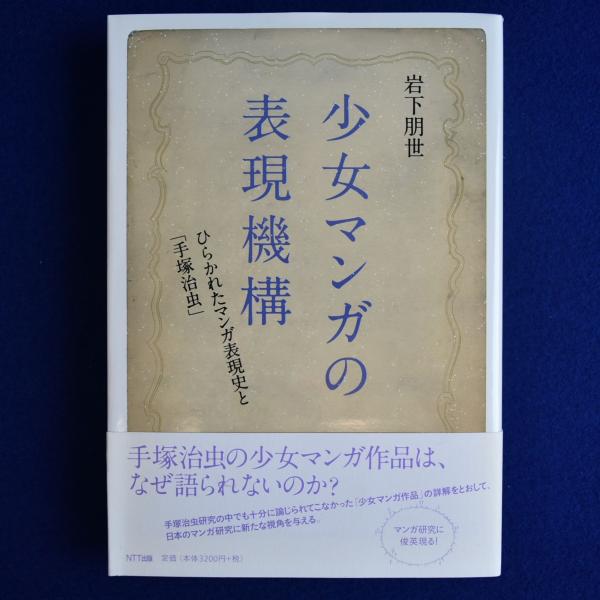 岩下朋世
少女マンガの
表現機構
ひらかれたマンガ表現史と
「手塚治虫」
手塚治虫の少女マンガ作品は、
なぜ語られないのか?
手塚治虫研究の中でも十分に論じられてこなかった「少女マンガ作品」の詳解をとおして、
日本のマンガ研究に新たな視角を与える。
マンガ研究に
俊英現る!
NTT出版 定価(本体3200円+税)